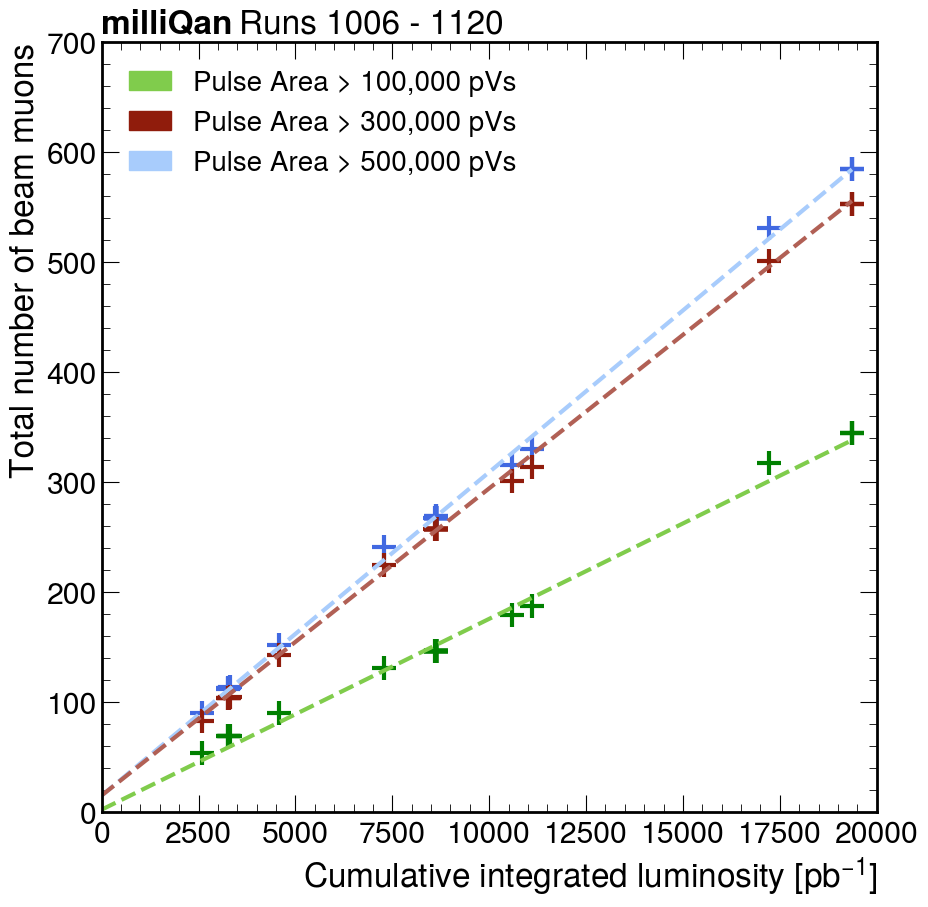 milliQan Runs 1006 - 1120
Total number of beam muons
700
600
500
400
300
200
100
0
Pulse Area > 100,000 pVs
Pulse Area > 300,000 pVs
Pulse Area > 500,000 pVs
0 2500 5000 7500 10000 12500 15000 17500 20000
Cumulative integrated luminosity [pb⁻¹]